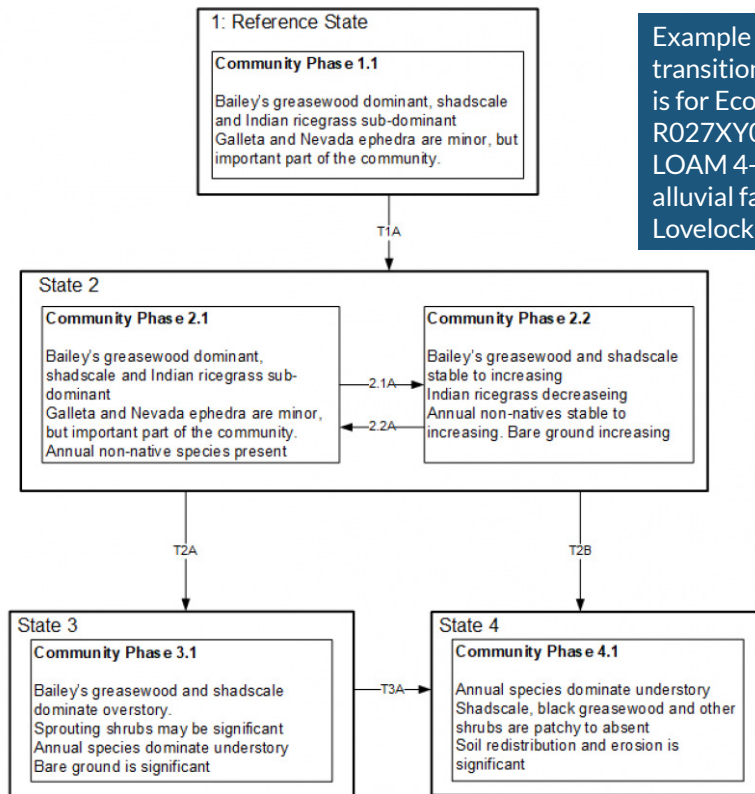 1: Reference State
Community Phase 1.1
Bailey's greasewood dominant, shadscale
and Indian ricegrass sub-dominant
Galleta and Nevada ephedra are minor, but
important part of the community.
Example
transition
is for Eco
R027XY0
LOAM 4-
alluvial fa
Lovelock
T1A
State 2
Community Phase 2.1
Bailey's greasewood dominant,
shadscale and Indian ricegrass sub-
dominant
Galleta and Nevada ephedra are minor,
but important part of the community.
Annual non-native species present
2.1A
2.2A
Community Phase 2.2
Bailey's greasewood and shadscale
stable to increasing
Indian ricegrass decreaseing
Annual non-natives stable to
increasing. Bare ground increasing
T2A
T2B
State 3
Community Phase 3.1
Bailey's greasewood and shadscale
dominate overstory.
Sprouting shrubs may be significant
Annual species dominate understory
Bare ground is significant
T3A
State 4
Community Phase 4.1
Annual species dominate understory
Shadscale, black greasewood and other
shrubs are patchy to absent
Soil redistribution and erosion is
significant